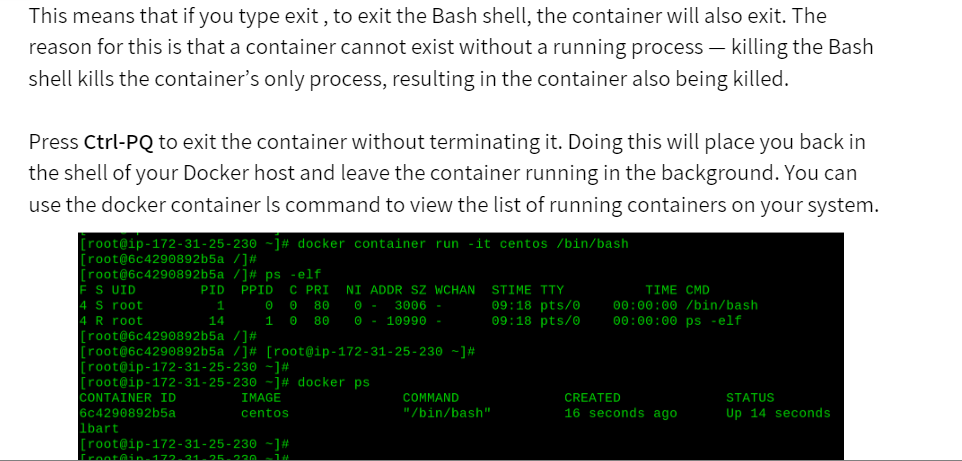 This means that if you type exit , to exit the Bash shell, the container will also exit. The
reason for this is that a container cannot exist without a running process — killing the Bash
shell kills the container’s only process, resulting in the container also being killed.
Press Ctrl-PQ to exit the container without terminating it. Doing this will place you back in
the shell of your Docker host and leave the container running in the background. You can
use the docker container ls command to view the list of running containers on your system.
[root@ip-172-31-25-230 ~]# docker container run -it centos /bin/bash
[root@6c4290892b5a /]#
[root@6c4290892b5a /]# ps -elf
F S UID PID PPID C PRI NI ADDR SZ WCHAN STIME TTY TIME CMD
4 S root 1 0 0 80 0 - 3006 - 09:18 pts/0 00:00:00 /bin/bash
4 R root 14 1 0 80 0 - 10990 - 09:18 pts/0 00:00:00 ps -elf
[root@6c4290892b5a /]#
[root@6c4290892b5a /]# [root@ip-172-31-25-230 ~]#
[root@ip-172-31-25-230 ~]#
[root@ip-172-31-25-230 ~]# docker ps
CONTAINER ID IMAGE COMMAND CREATED STATUS
6c4290892b5a centos "/bin/bash" 16 seconds ago Up 14 seconds
lbart
[root@ip-172-31-25-230 ~]#
[root@ip-172-31-25-230 ~]#